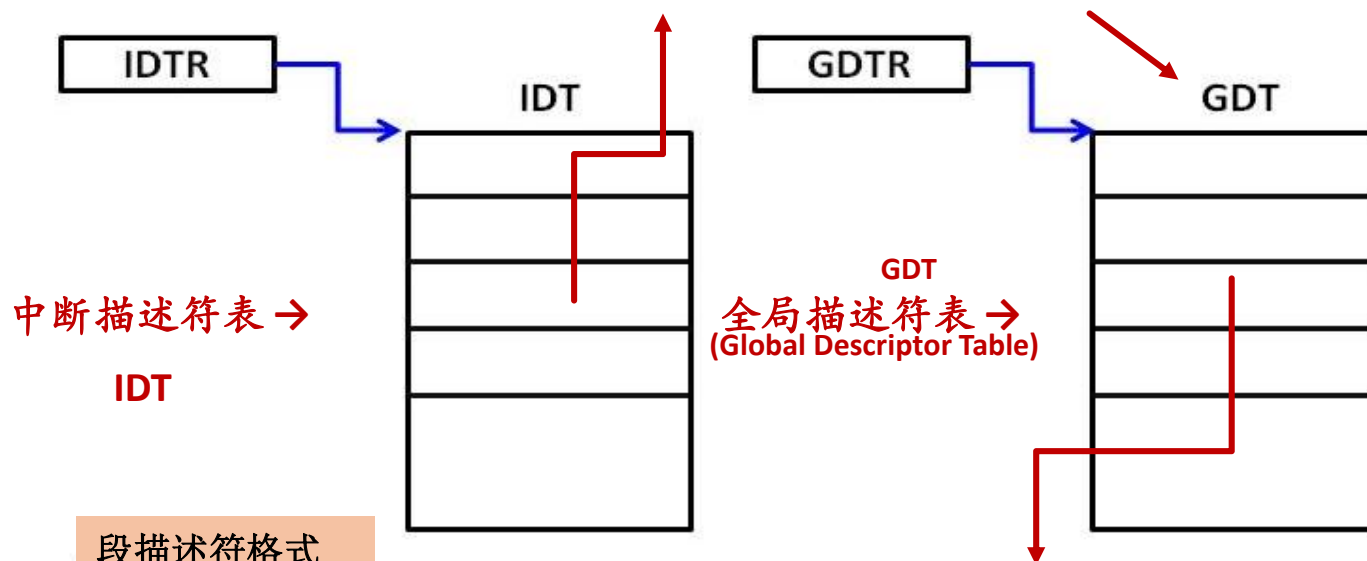 IDTR
GDTR
IDT
GDT
中断描述符表 →
IDT
GDT
全局描述符表 →
(Global Descriptor Table)
段描述符格式